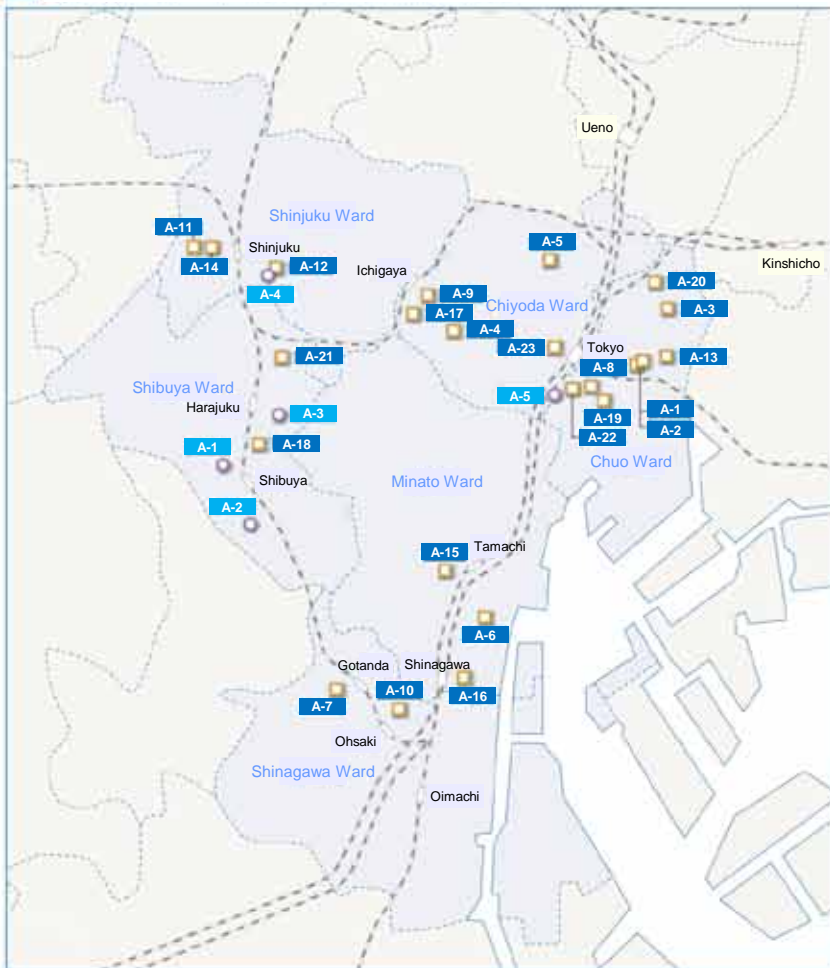 Ueno
Shinjuku Ward
A-11
Shinjuku
A-5
A-14
A-12
Ichigaya
Kinshicho
A-4
A-20
A-9
Chiyoda Ward
A-3
A-17
A-4
A-23
Tokyo
A-21
A-8
A-13
Shibuya Ward
A-5
Harajuku
A-3
A-19
A-1
A-22
A-2
A-18
A-1
Chuo Ward
Shibuya
Minato Ward
A-2
Tamachi
A-15
A-6
Gotanda
Shinagawa
A-10
A-16
A-7
Ohsaki
Shinagawa Ward
Oimachi